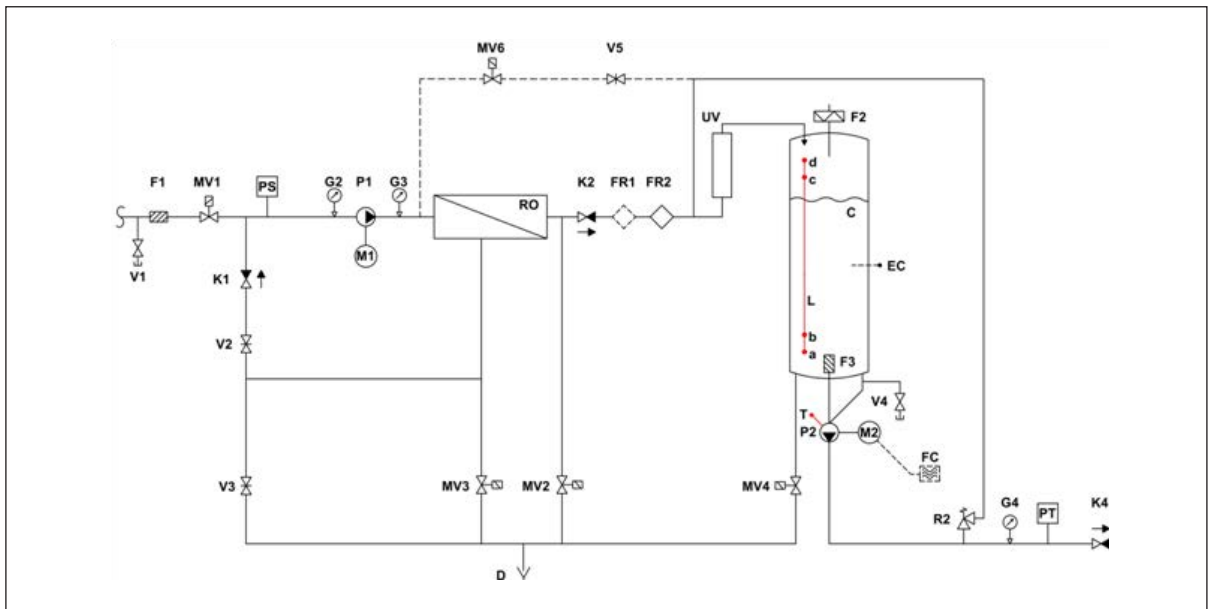 MV6 V5
UV F2
d
F1 MV1 PS G2 P1 G3 K2 FR1 FR2 c
RO
C
M1
V1 K1 EC
L
V2 b
F3
a
V4
T
P2 M2
FC
V3 MV3 MV2 MV4
G4 PT K4
R2
D